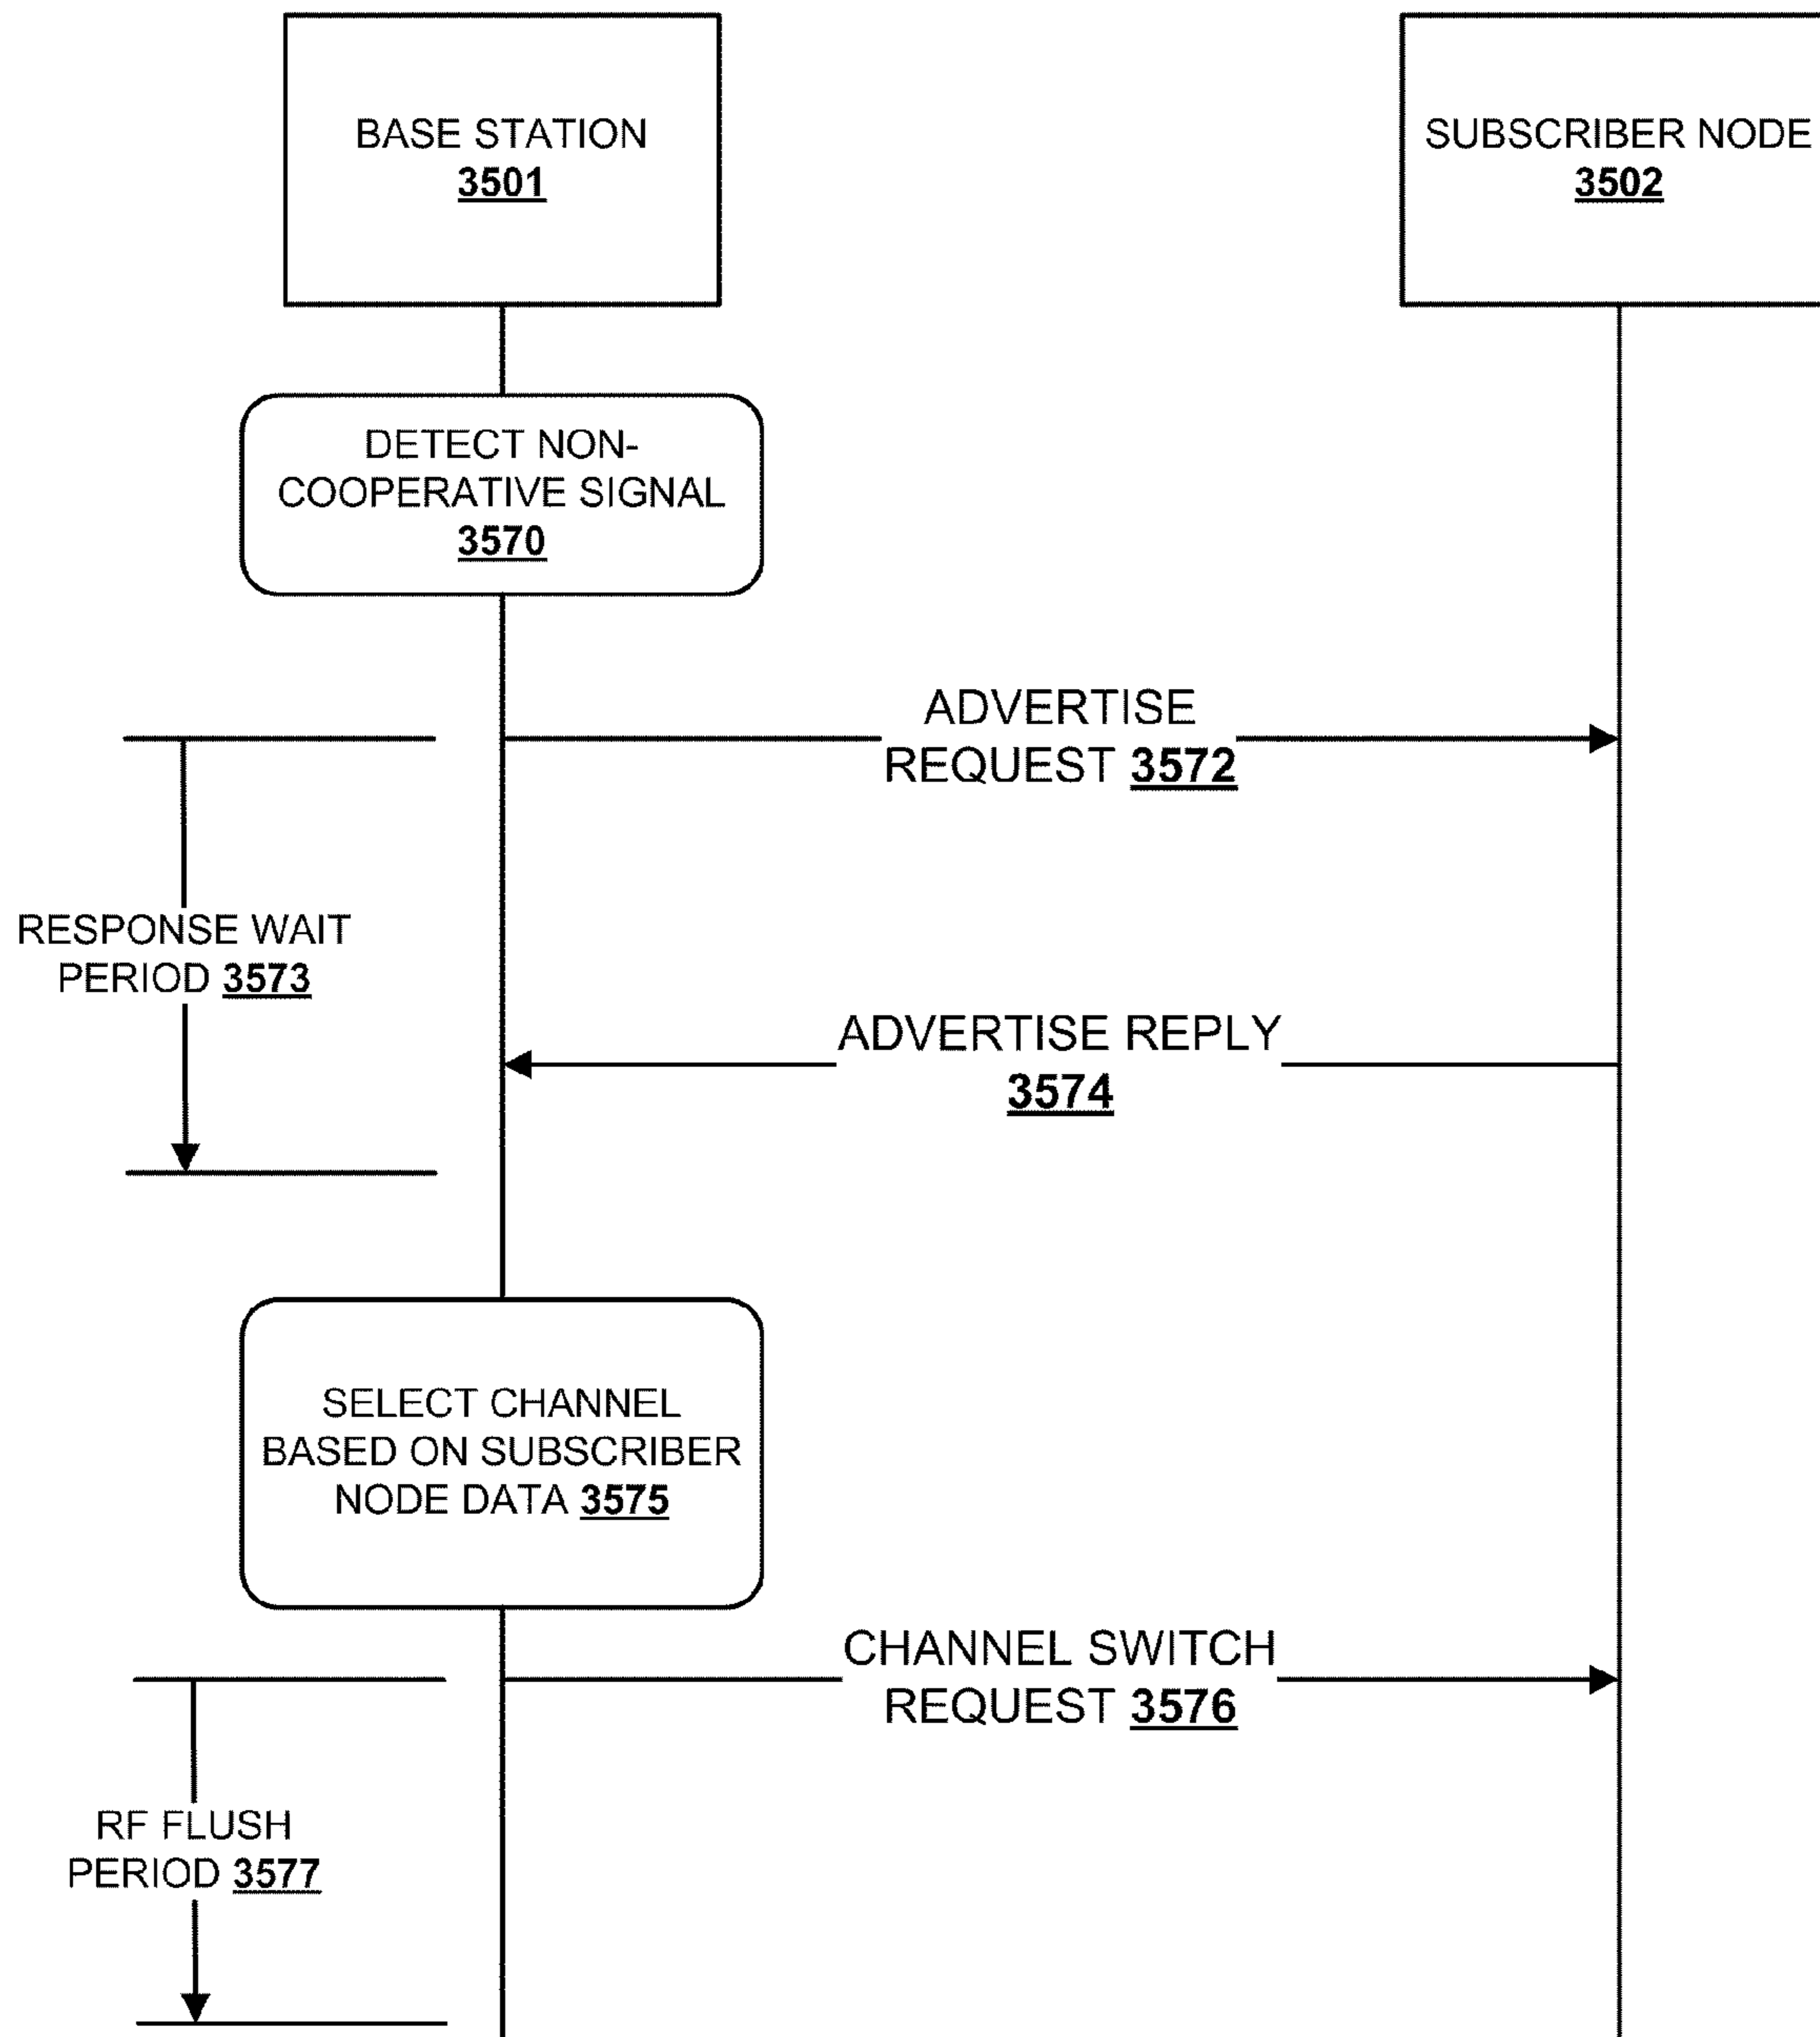 BASE STATION
3501
SUBSCRIBER NODE
3502
DETECT NON-
COOPERATIVE SIGNAL
3570
ADVERTISE
REQUEST 3572
RESPONSE WAIT
PERIOD 3573
ADVERTISE REPLY
3574
SELECT CHANNEL
BASED ON SUBSCRIBER
NODE DATA 3575
CHANNEL SWITCH
REQUEST 3576
RF FLUSH
PERIOD 3577